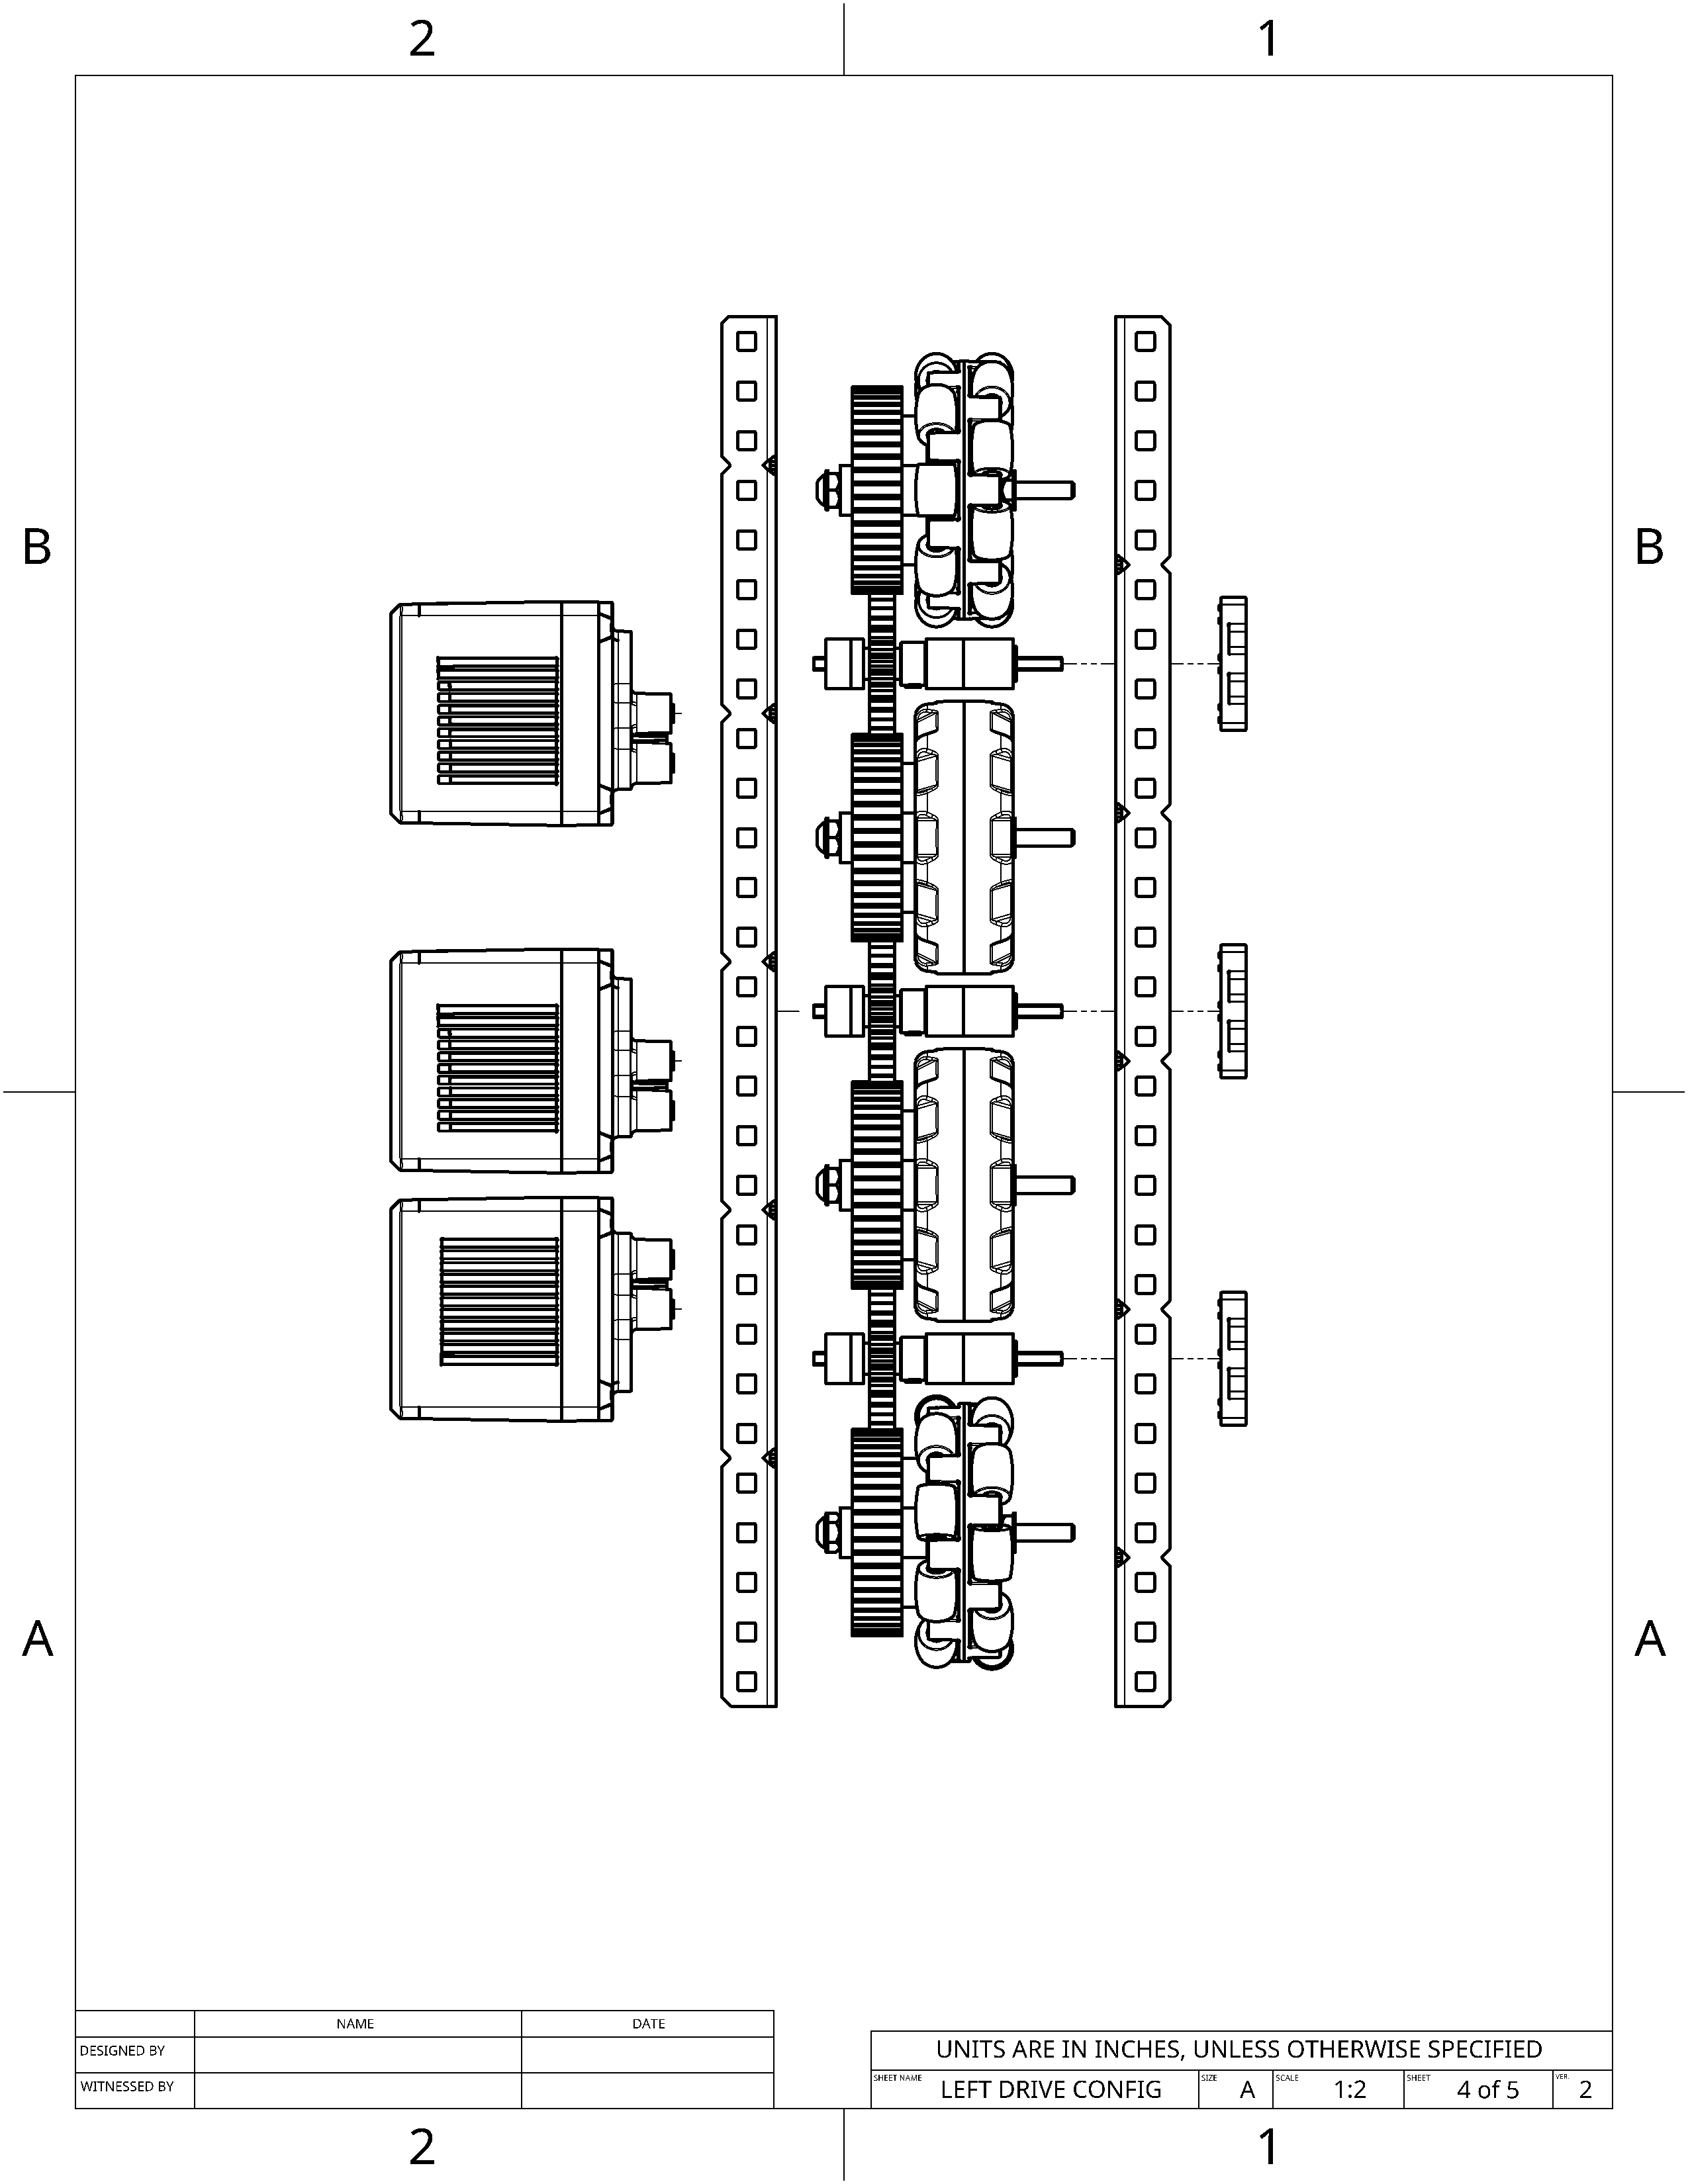 2 1
B B
A A
NAME DATE
DESIGNED BY
WITNESSED BY
UNITS ARE IN INCHES, UNLESS OTHERWISE SPECIFIED
SHEET NAME LEFT DRIVE CONFIG SIZE A SCALE 1:2 SHEET 4 of 5 VER. 2
2 1